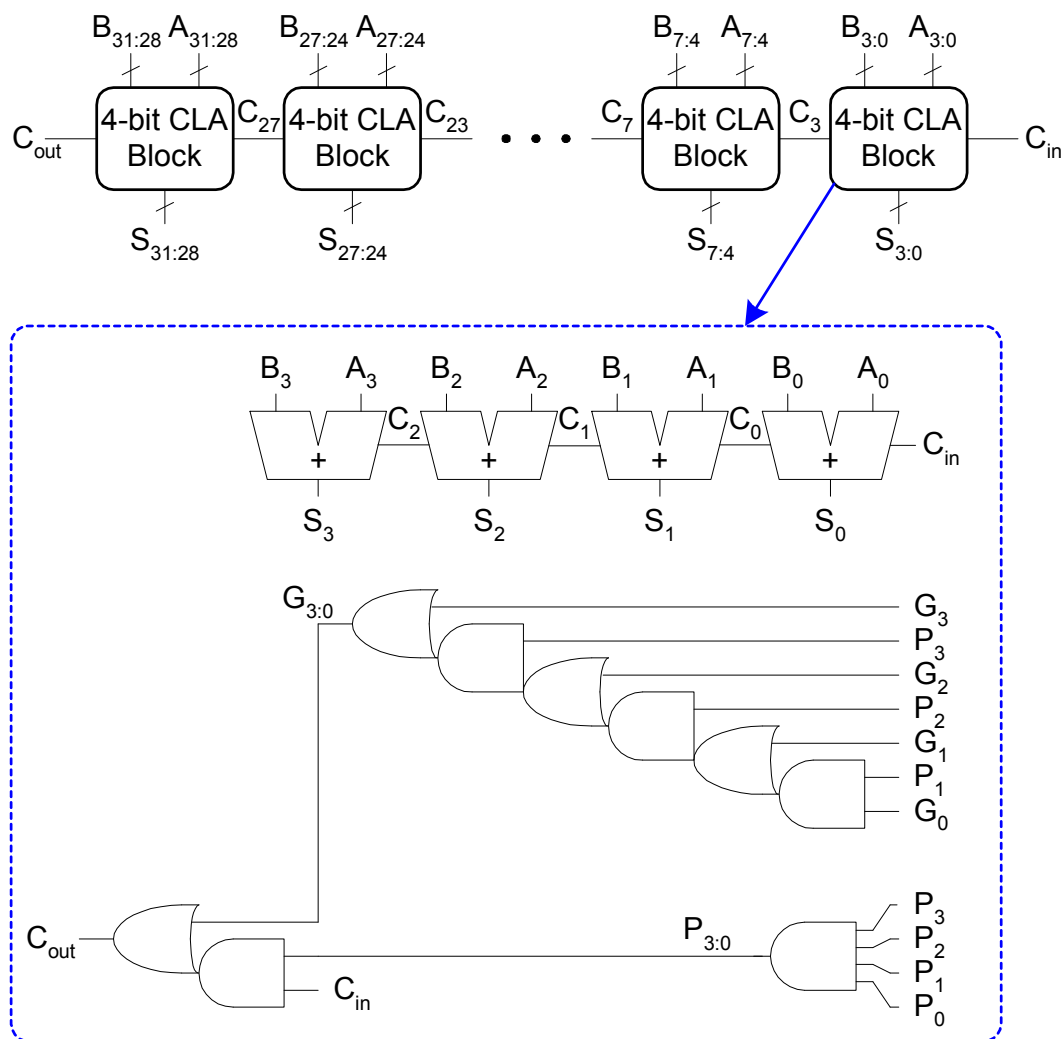 B31:28 A31:28 B27:24 A27:24 B7:4 A7:4 B3:0 A3:0
Cout 4-bit CLA Block C27 4-bit CLA Block C23 • • • C7 4-bit CLA Block C3 4-bit CLA Block Cin
S31:28 S27:24 S7:4 S3:0
B3 A3 B2 A2 B1 A1 B0 A0
C2 C1 C0 Cin
+ + + +
S3 S2 S1 S0
G3:0 G3
P3
G2
P2
G1
P1
G0
P3
Cout P3:0 P2
Cin P1
P0